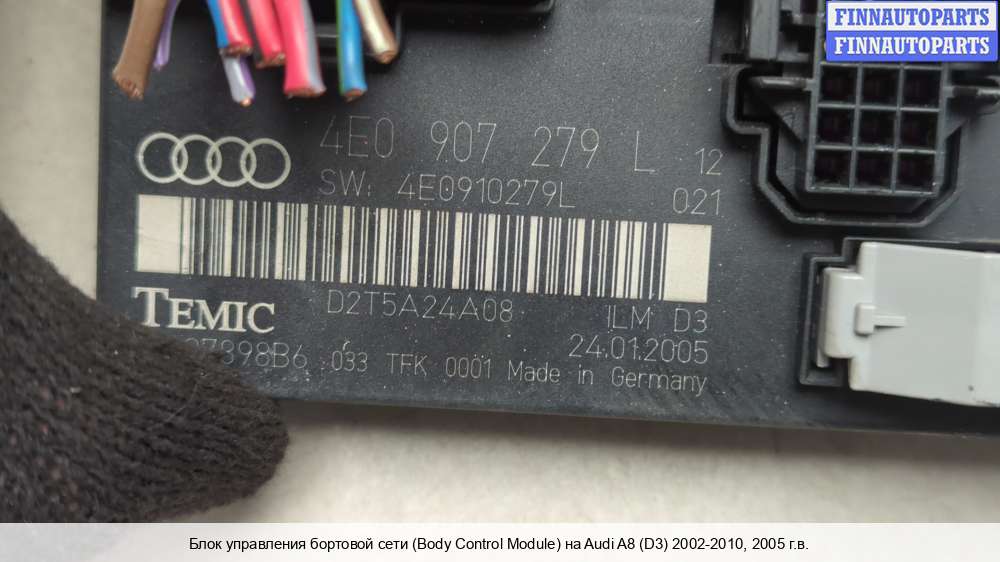 FINNAUTOPARTS
FINNAUTOPARTS
4E0 907 279 L 12
SW: 4E0910279L 021
TEMIC D2T5A24A08 ILM D3
24.01.2005
033 TFK 0001 Made in Germany
Блок управления бортовой сети (Body Control Module) на Audi A8 (D3) 2002-2010, 2005 г.в.